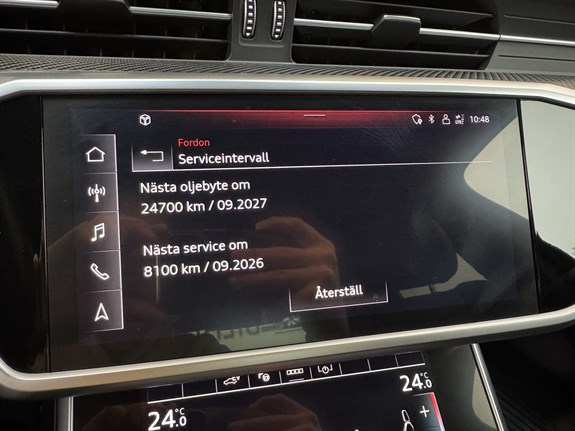 10:48
Fordon
Serviceintervall
Nästa oljebyte om
24700 km / 09.2027
Nästa service om
8100 km / 09.2026
Återställ
24.0 °C
24.0 °C
+